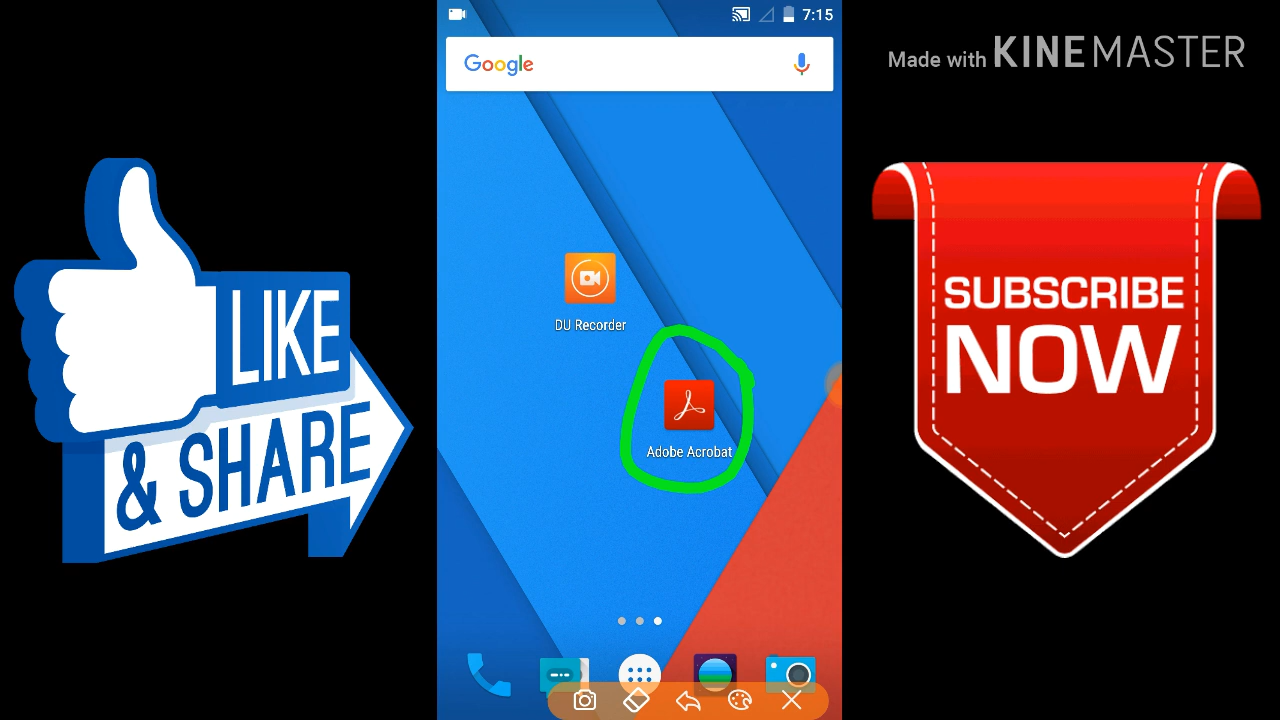 7:15
Made with KINEMASTER
Google
LIKE
& SHARE
SUBSCRIBE
NOW
DU Recorder
Adobe Acrobat